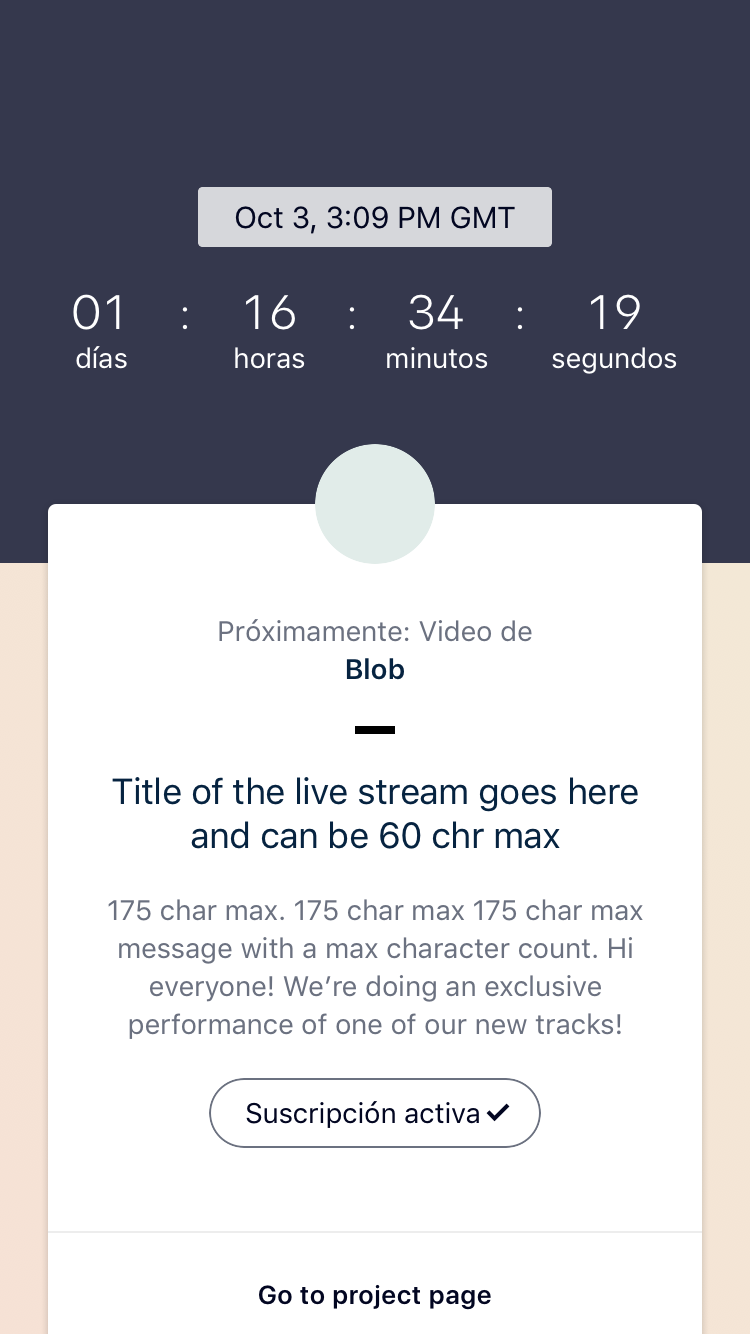 Oct 3, 3:09 PM GMT
01 : 16 : 34 : 19
días horas minutos segundos
Próximamente: Video de
Blob
Title of the live stream goes here
and can be 60 chr max
175 char max. 175 char max 175 char max
message with a max character count. Hi
everyone! We’re doing an exclusive
performance of one of our new tracks!
Suscripción activa ✓
Go to project page